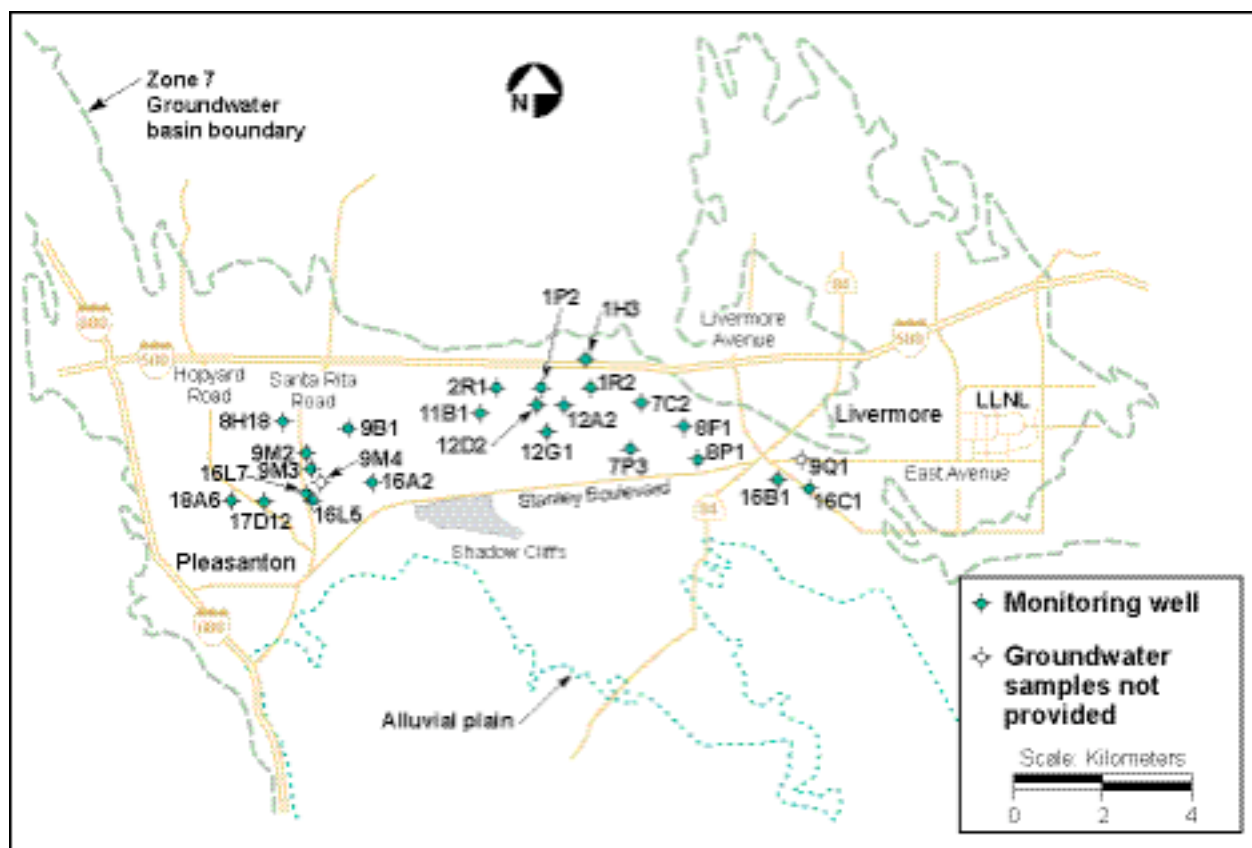 Zone 7
Groundwater
basin boundary
N
1P2
1H3
84
Livermore
Avenue
680
580
580
Hopyard
Road
Santa Rita
Road
2R1
1R2
7C2
LLNL
Livermore
11B1
8H18
9B1
12D2
12A2
8F1
12G1
9M2
9M4
7P3
8P1
9Q1
East Avenue
16L7
9M3
16A2
16B1
16C1
Stanley Boulevard
18A6
17D12
16L5
84
Pleasanton
Shadow Cliffs
680
Alluvial plain
Monitoring well
Groundwater
samples not
provided
Scale: Kilometers
0 2 4